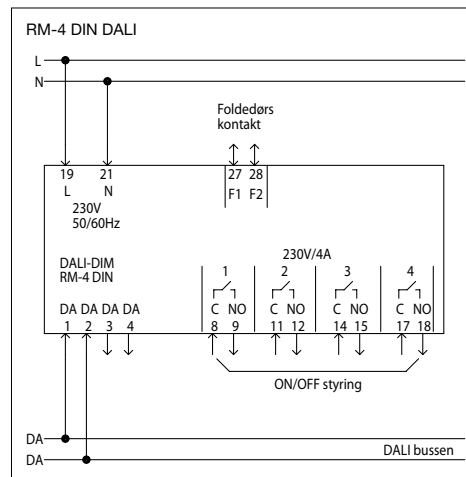 RM-4 DIN DALI
L
N
Foldedørs
kontakt
19 21 27 28
L N F1 F2
230V
50/60Hz
230V/4A
DALI-DIM
RM-4 DIN
1 2 3 4
DA DA DA DA C NO C NO C NO C NO
1 2 3 4 8 9 11 12 14 15 17 18
ON/OFF styring
DA
DALI bussen
DA